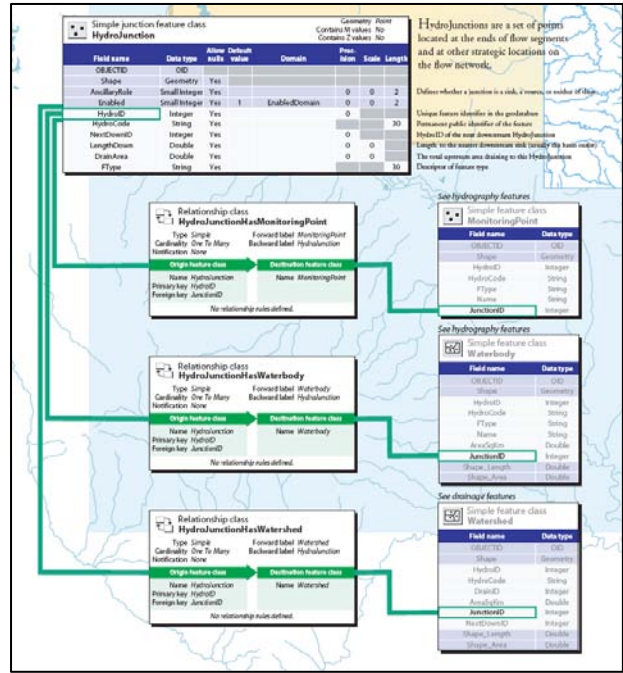 Simple junction feature class
HydroJunction
Geometry Point
Contains M values No
Contains Z values No
Field name Data type Allow nulls Default value Domain Precision Scale Length
OBJECTID OID
Shape Geometry Yes
AncillaryRole Small Integer Yes 0 0 2
Enabled Small Integer Yes 1 EnabledDomain 0 0 2
HydroID Integer Yes 0
HydroCode String Yes 30
NextDownID Integer Yes 0
LengthDown Double Yes 0 0
DrainArea Double Yes 0 0
FType String Yes 30
HydroJunctions are a set of points
located at the ends of flow segments
and at other strategic locations on
the flow network.
Defines whether a junction is a sink, a source, or neither of these
Unique feature identifier in the geodatabase
Permanent public identifier of the feature
HydroID of the next downstream HydroJunction
Length to the nearest downstream sink (usually the basin outlet)
The total upstream area draining to this HydroJunction
Descriptor of feature type
Relationship class
HydroJunctionHasMonitoringPoint
Type Simple Forward label MonitoringPoint
Cardinality One To Many Backward label HydroJunction
Notification None
Origin feature class Destination feature class
Name HydroJunction Name MonitoringPoint
Primary key HydroID
Foreign key JunctionID
No relationship rules defined.
See hydrography features
Simple feature class
MonitoringPoint
Field name Data type
OBJECTID OID
Shape Geometry
HydroID Integer
HydroCode String
FType String
Name String
JunctionID Integer
Relationship class
HydroJunctionHasWaterbody
Type Simple Forward label Waterbody
Cardinality One To Many Backward label HydroJunction
Notification None
Origin feature class Destination feature class
Name HydroJunction Name Waterbody
Primary key HydroID
Foreign key JunctionID
No relationship rules defined.
See hydrography features
Simple feature class
Waterbody
Field name Data type
OBJECTID OID
Shape Geometry
HydroID Integer
HydroCode String
FType String
Name String
AreaSqKm Double
JunctionID Integer
Shape_Length Double
Shape_Area Double
Relationship class
HydroJunctionHasWatershed
Type Simple Forward label Watershed
Cardinality One To Many Backward label HydroJunction
Notification None
Origin feature class Destination feature class
Name HydroJunction Name Watershed
Primary key HydroID
Foreign key JunctionID
No relationship rules defined.
See drainage features
Simple feature class
Watershed
Field name Data type
OBJECTID OID
Shape Geometry
HydroID Integer
HydroCode String
DrainID Integer
AreaSqKm Double
JunctionID Integer
NextDownID Integer
Shape_Length Double
Shape_Area Double